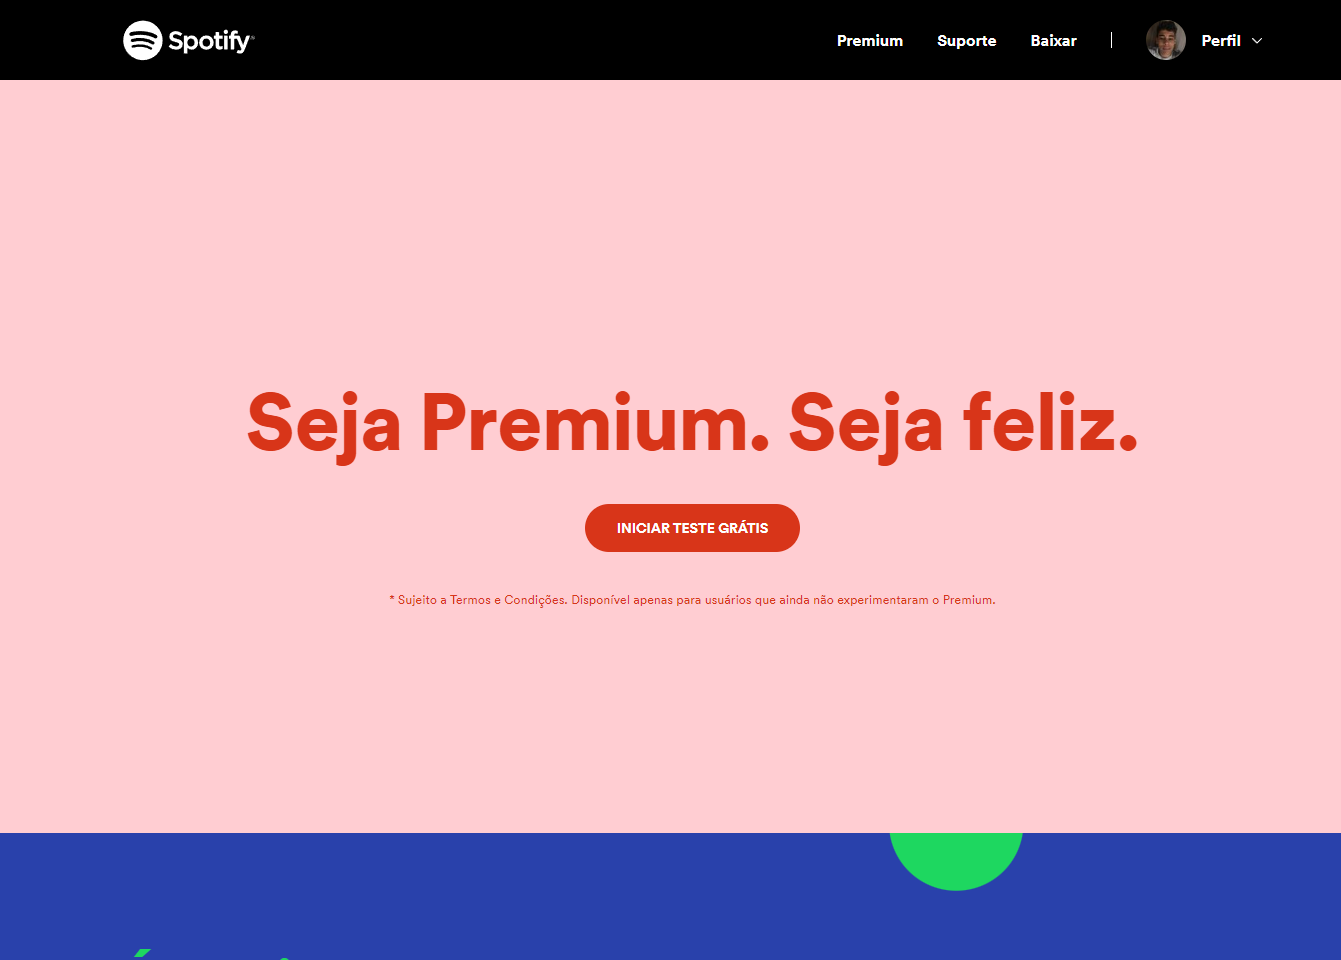 Spotify®
Premium Suporte Baixar Perfil
Seja Premium. Seja feliz.
INICIAR TESTE GRÁTIS
* Sujeito a Termos e Condições. Disponível apenas para usuários que ainda não experimentaram o Premium.